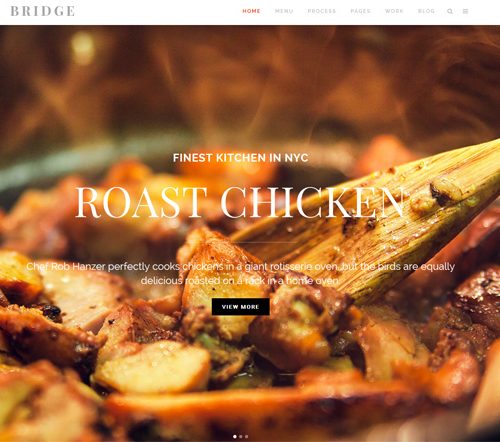 BRIDGE
HOME MENU PROCESS PAGES WORK BLOG
FINEST KITCHEN IN NYC
ROAST CHICKEN
Chef Rob Hanzer perfectly cooks chickens in a giant rotisserie oven, but the birds are equally
delicious roasted on a rack in a home oven.
VIEW MORE